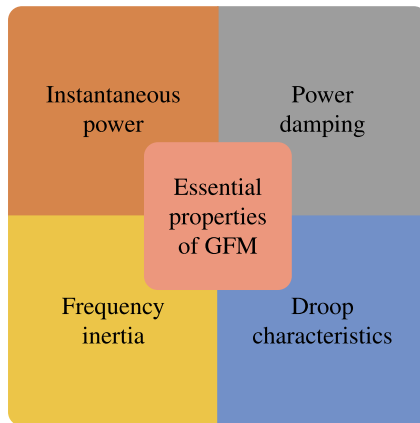 Instantaneous
power
Power
damping
Essential
properties
of GFM
Frequency
inertia
Droop
characteristics